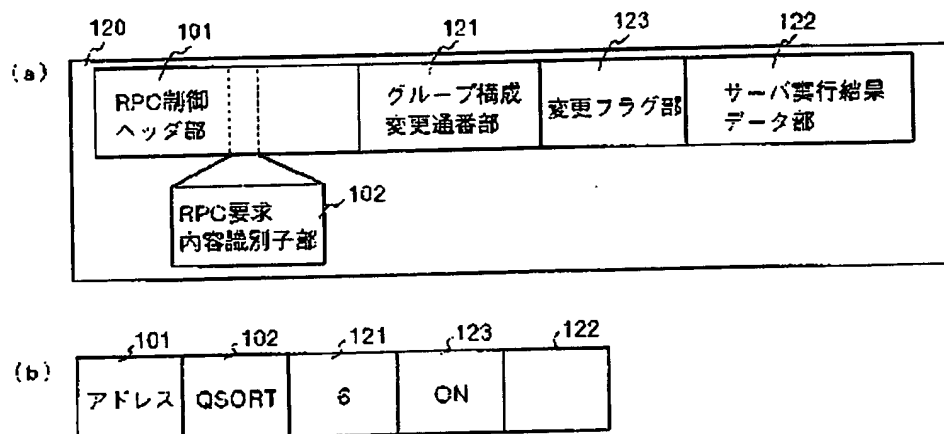 120 101 121 123 122
(a)
RPC制御 グループ構成 変更フラグ部 サーバ実行結果
ヘッダ部 変更通番部 データ部
RPC要求 102
内容識別子部
101 102 121 123 122
(b) アドレス QSORT 6 ON